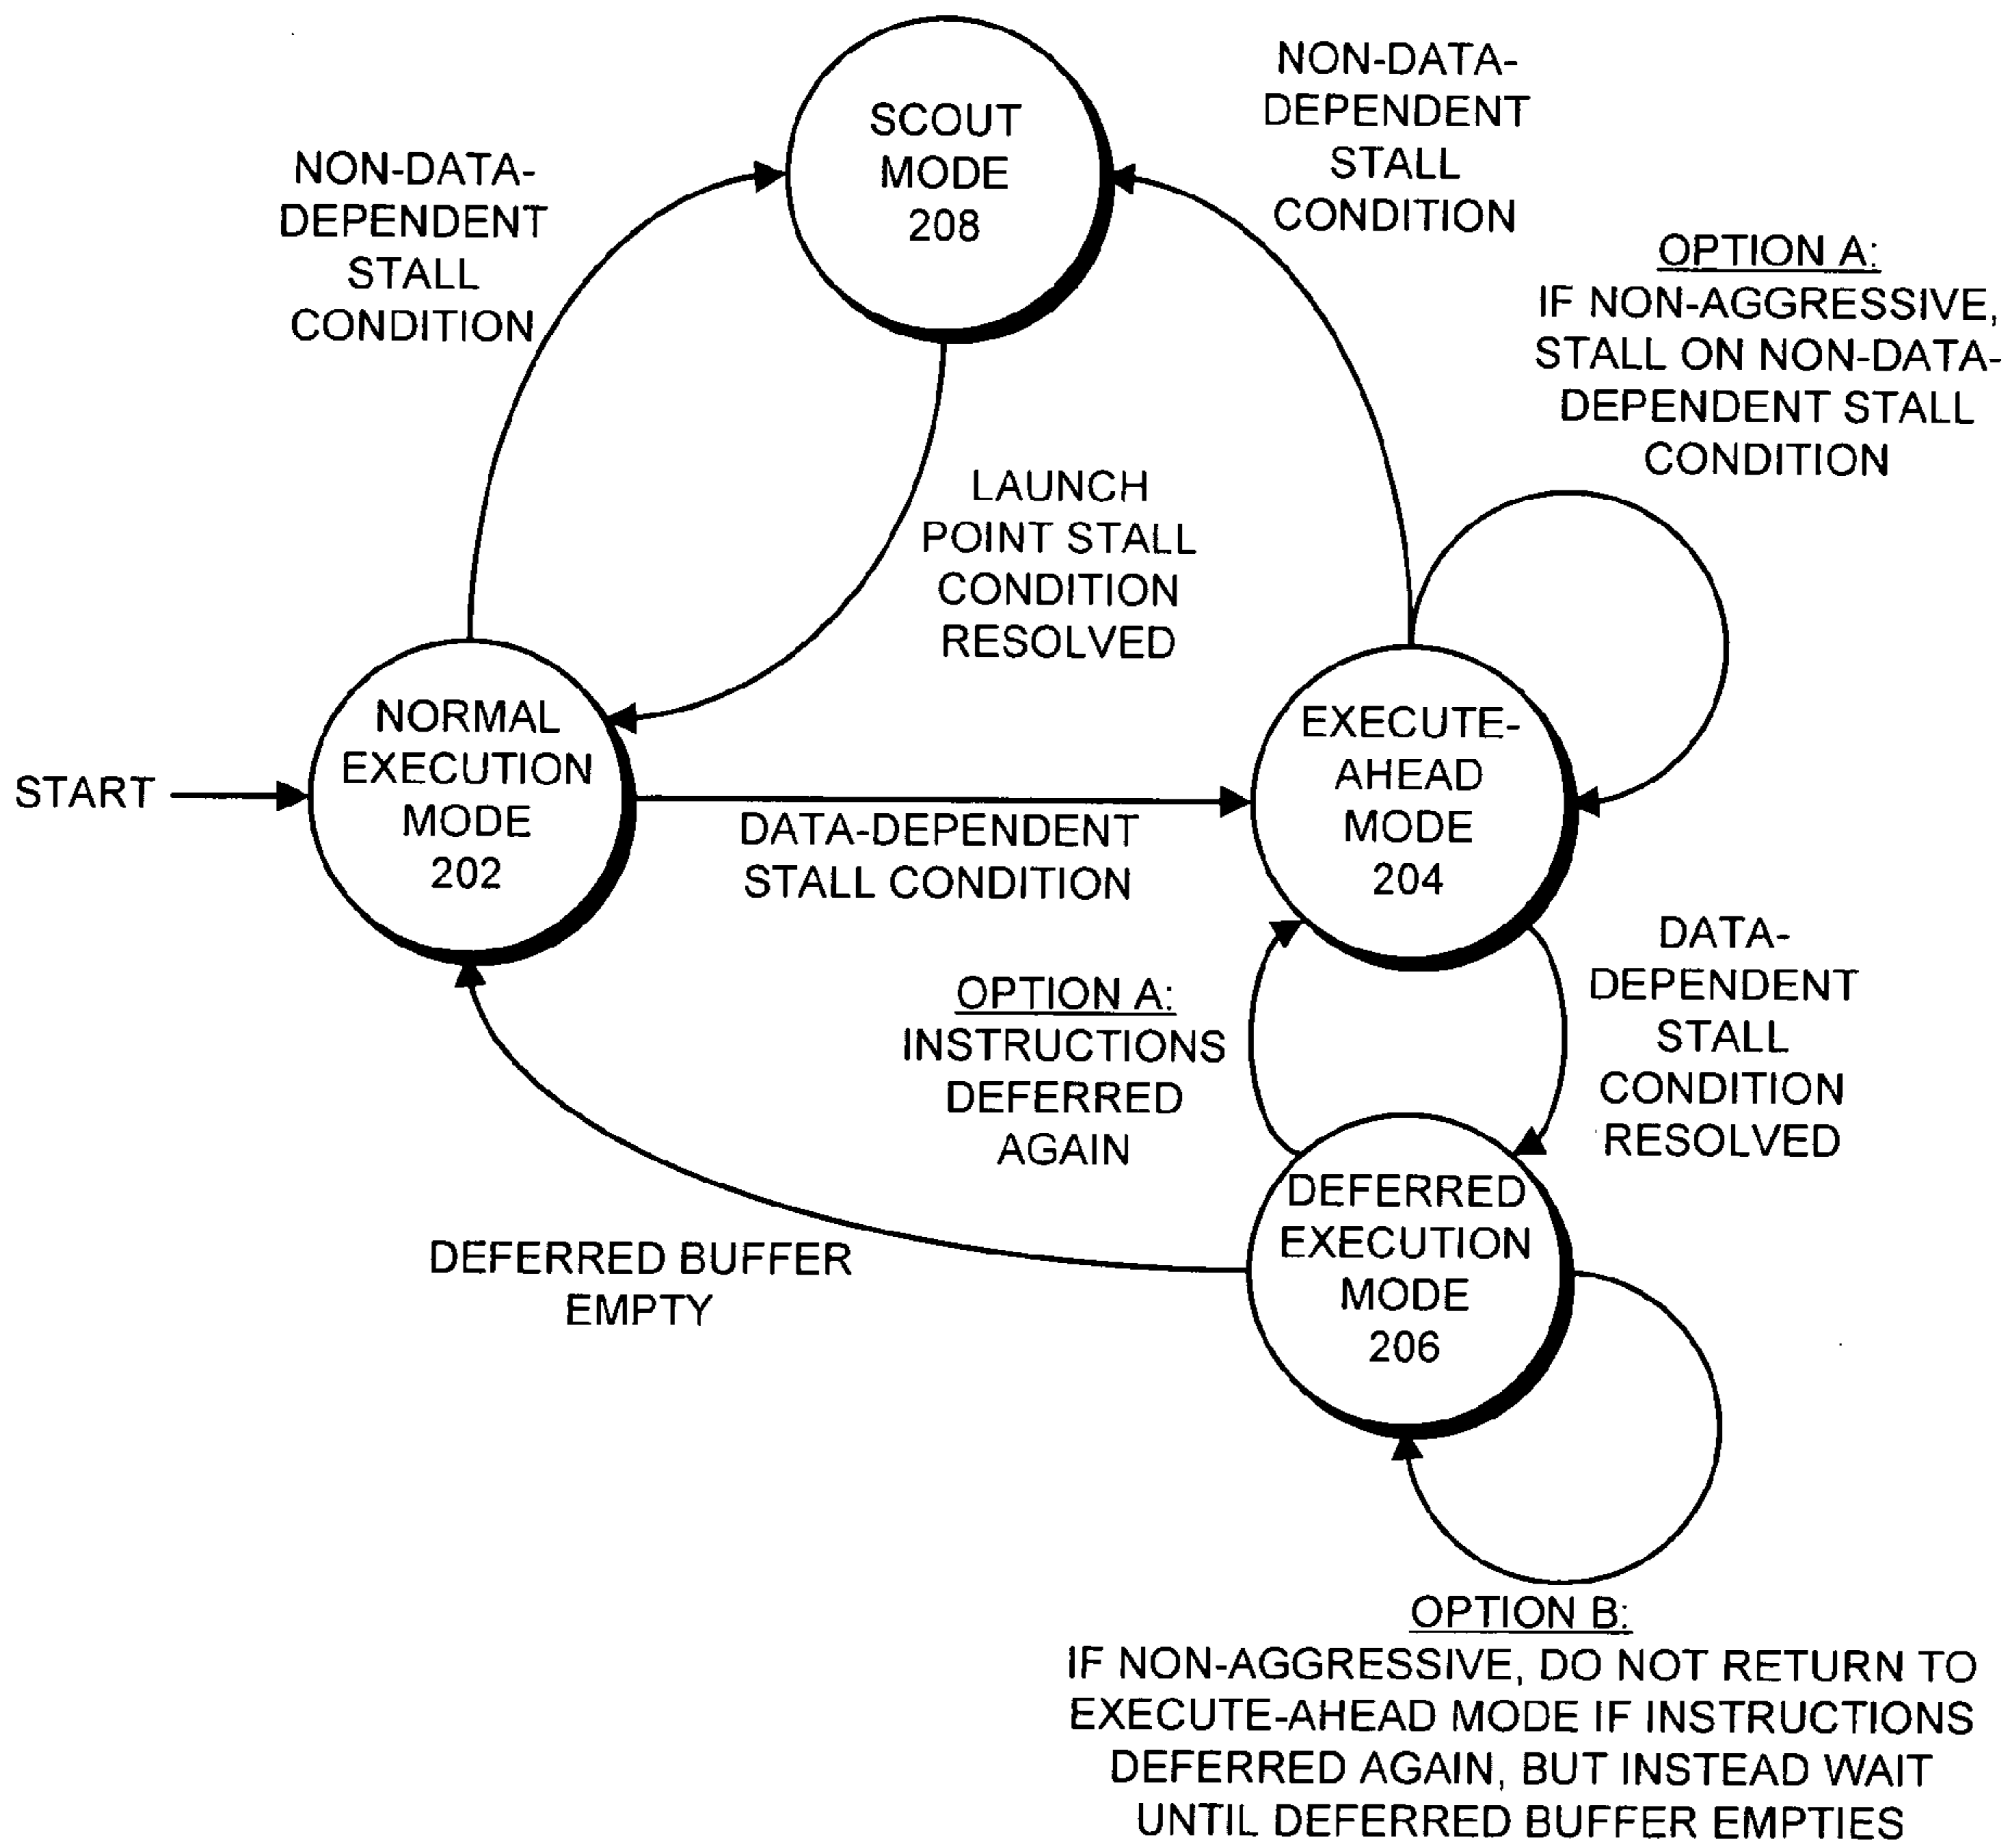 SCOUT
MODE
208
NON-DATA-
DEPENDENT
STALL
CONDITION
NON-DATA-
DEPENDENT
STALL
CONDITION
OPTION A:
IF NON-AGGRESSIVE,
STALL ON NON-DATA-
DEPENDENT STALL
CONDITION
LAUNCH
POINT STALL
CONDITION
RESOLVED
START
NORMAL
EXECUTION
MODE
202
DATA-DEPENDENT
STALL CONDITION
EXECUTE-
AHEAD
MODE
204
OPTION A:
INSTRUCTIONS
DEFERRED
AGAIN
DATA-
DEPENDENT
STALL
CONDITION
RESOLVED
DEFERRED
EXECUTION
MODE
206
DEFERRED BUFFER
EMPTY
OPTION B:
IF NON-AGGRESSIVE, DO NOT RETURN TO
EXECUTE-AHEAD MODE IF INSTRUCTIONS
DEFERRED AGAIN, BUT INSTEAD WAIT
UNTIL DEFERRED BUFFER EMPTIES